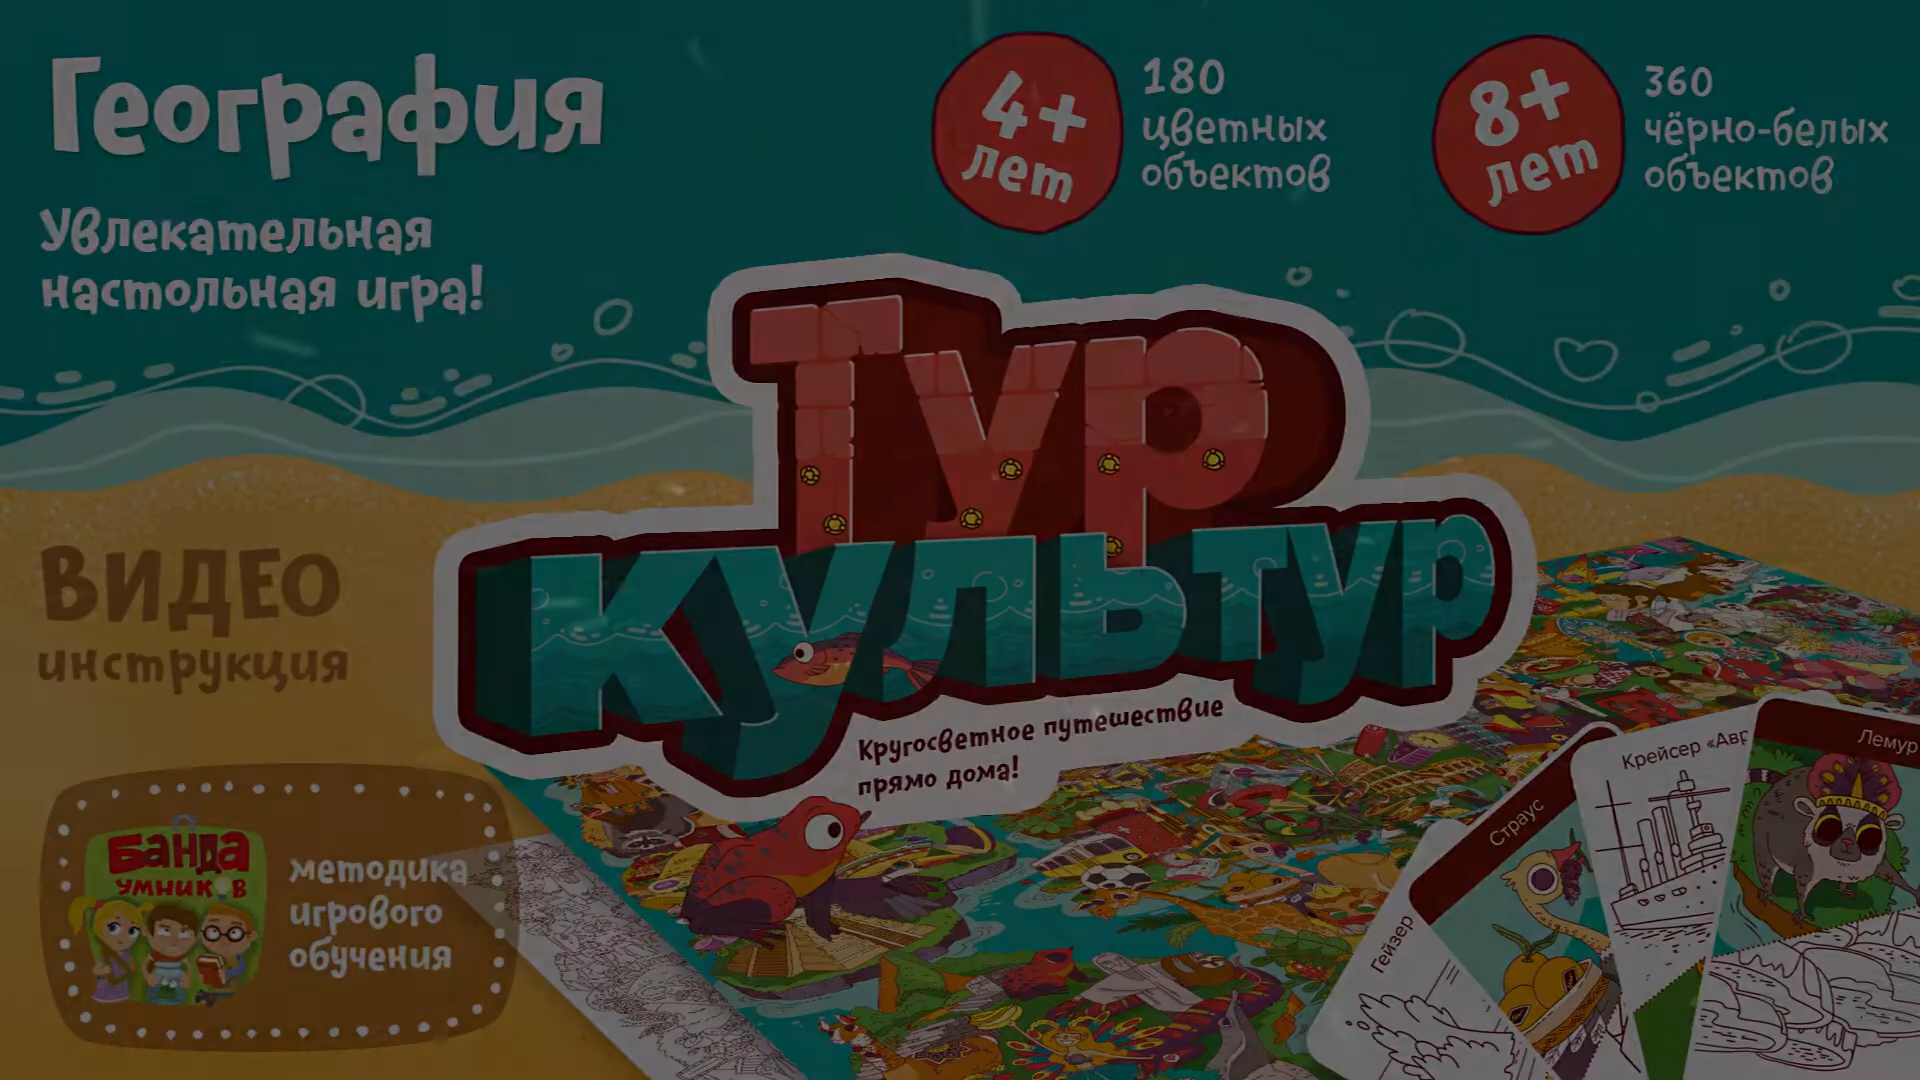 География
Увлекательная
настольная игра!
4+
лет
180
цветных
объектов
8+
лет
360
чёрно-белых
объектов
Тур
культур
Кругосветное путешествие
прямо дома!
ВИДЕО
инструкция
Банда
умников
методика
игрового
обучения
Гейзер
Страус
Крейсер «Авр
Лемур